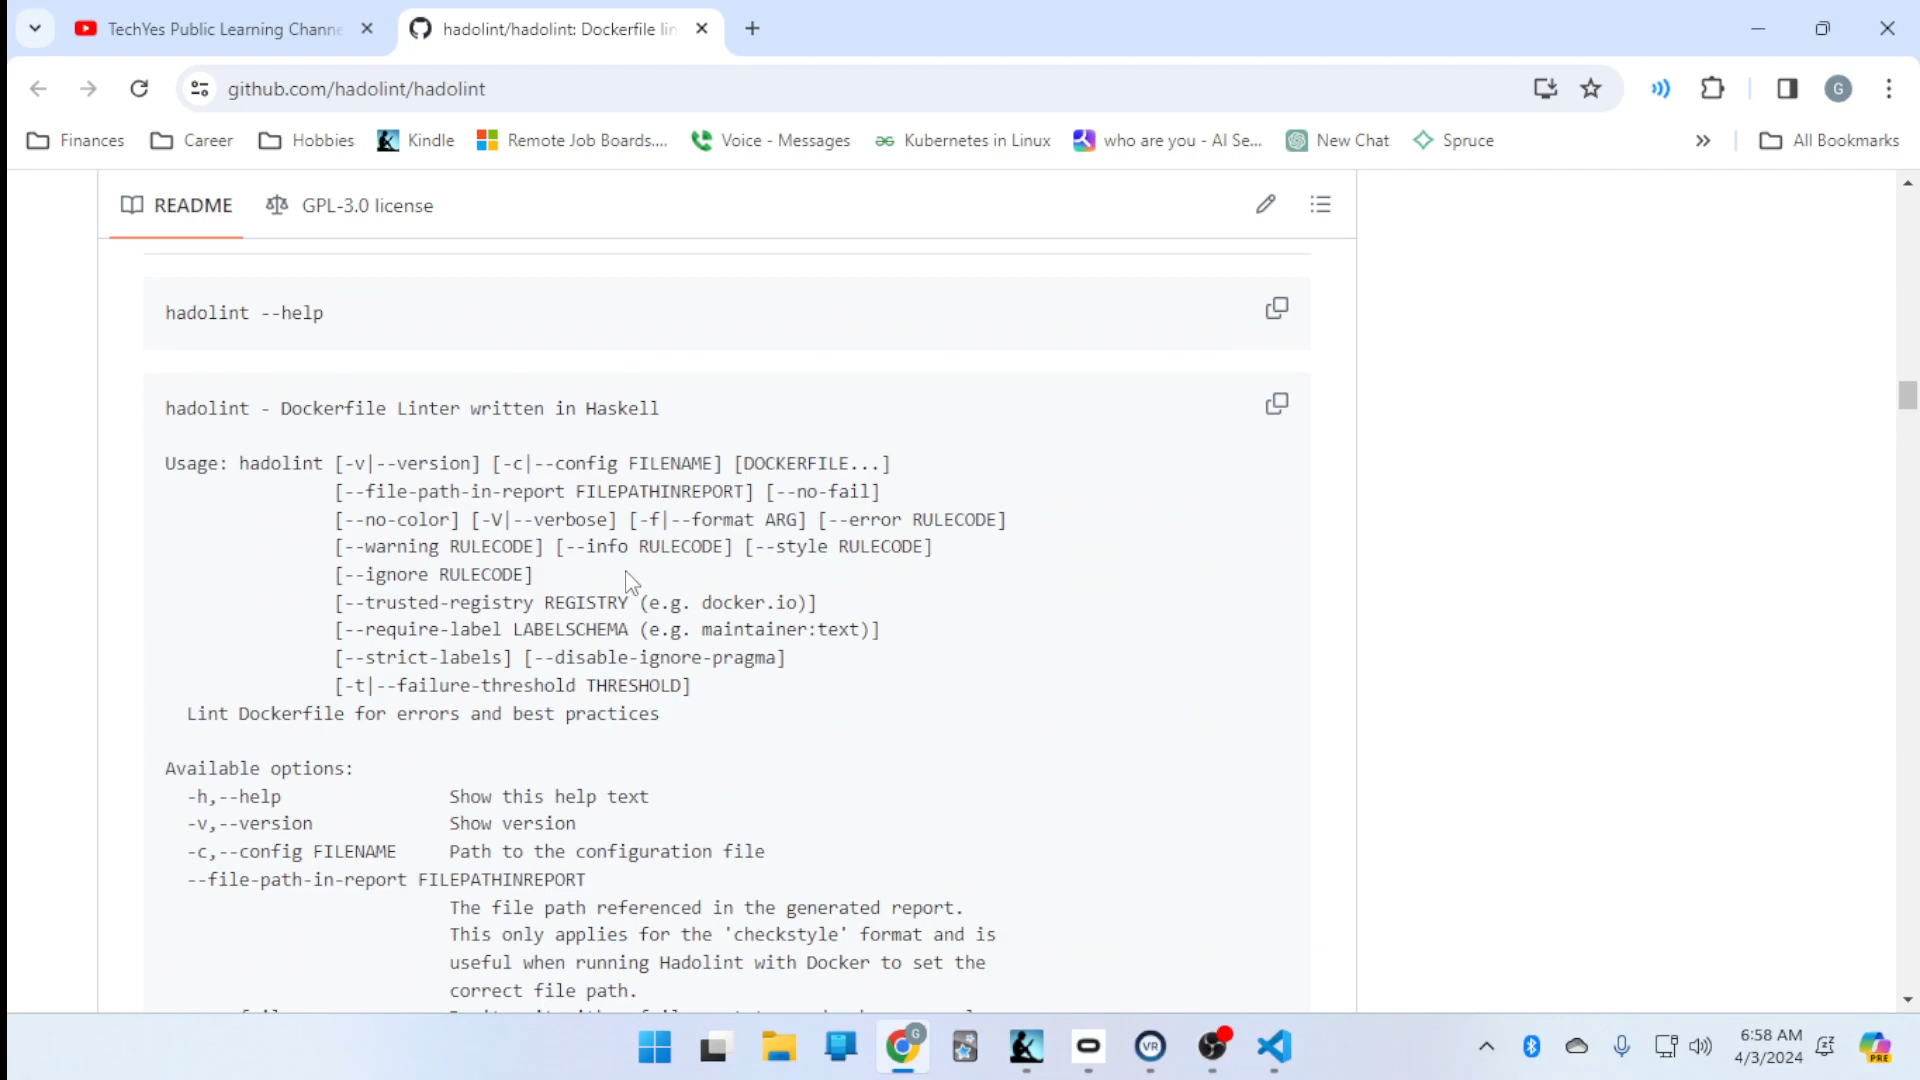 TechYes Public Learning Channe
hadolint/hadolint: Dockerfile lin
github.com/hadolint/hadolint
G
Finances
Career
Hobbies
Kindle
Remote Job Boards....
Voice - Messages
Kubernetes in Linux
who are you - AI Se...
New Chat
Spruce
All Bookmarks
README
GPL-3.0 license
hadolint --help
hadolint - Dockerfile Linter written in Haskell
Usage: hadolint [-v|--version] [-c|--config FILENAME] [DOCKERFILE...]
[--file-path-in-report FILEPATHINREPORT] [--no-fail]
[--no-color] [-V|--verbose] [-f|--format ARG] [--error RULECODE]
[--warning RULECODE] [--info RULECODE] [--style RULECODE]
[--ignore RULECODE]
[--trusted-registry REGISTRY (e.g. docker.io)]
[--require-label LABELSCHEMA (e.g. maintainer:text)]
[--strict-labels] [--disable-ignore-pragma]
[-t|--failure-threshold THRESHOLD]
Lint Dockerfile for errors and best practices
Available options:
-h,--help Show this help text
-v,--version Show version
-c,--config FILENAME Path to the configuration file
--file-path-in-report FILEPATHINREPORT
The file path referenced in the generated report.
This only applies for the 'checkstyle' format and is
useful when running Hadolint with Docker to set the
correct file path.
G
VR
6:58 AM
4/3/2024
PRE